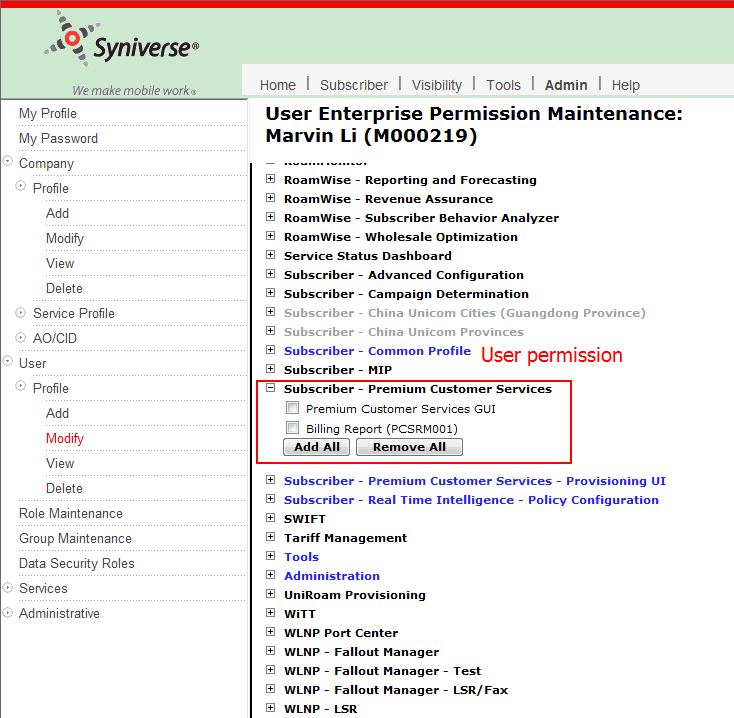 Syniverse®
We make mobile work®
Home | Subscriber | Visibility | Tools | Admin | Help
My Profile
My Password
Company
Profile
Add
Modify
View
Delete
Service Profile
AO/CID
User
Profile
Add
Modify
View
Delete
Role Maintenance
Group Maintenance
Data Security Roles
Services
Administrative
User Enterprise Permission Maintenance:
Marvin Li (M000219)
RoamMonitor
RoamWise - Reporting and Forecasting
RoamWise - Revenue Assurance
RoamWise - Subscriber Behavior Analyzer
RoamWise - Wholesale Optimization
Service Status Dashboard
Subscriber - Advanced Configuration
Subscriber - Campaign Determination
Subscriber - China Unicom Cities (Guangdong Province)
Subscriber - China Unicom Provinces
Subscriber - Common Profile
User permission
Subscriber - MIP
Subscriber - Premium Customer Services
Premium Customer Services GUI
Billing Report (PCSRM001)
Add All Remove All
Subscriber - Premium Customer Services - Provisioning UI
Subscriber - Real Time Intelligence - Policy Configuration
SWIFT
Tariff Management
Tools
Administration
UniRoam Provisioning
WiTT
WLNP Port Center
WLNP - Fallout Manager
WLNP - Fallout Manager - Test
WLNP - Fallout Manager - LSR/Fax
WLNP - LSR